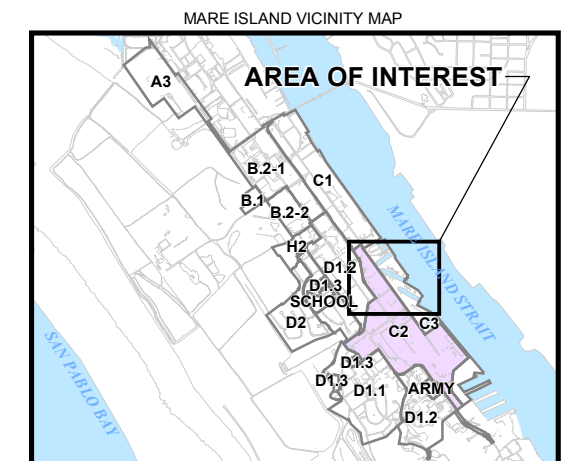 MARE ISLAND VICINITY MAP
AREA OF INTEREST
A3
B.2-1
C1
B.1
B.2-2
MARE ISLAND STRAIT
H2
D1.2
D1.3
SCHOOL
D2
C3
C2
SAN PABLO BAY
D1.3
D1.3
D1.1
ARMY
D1.2